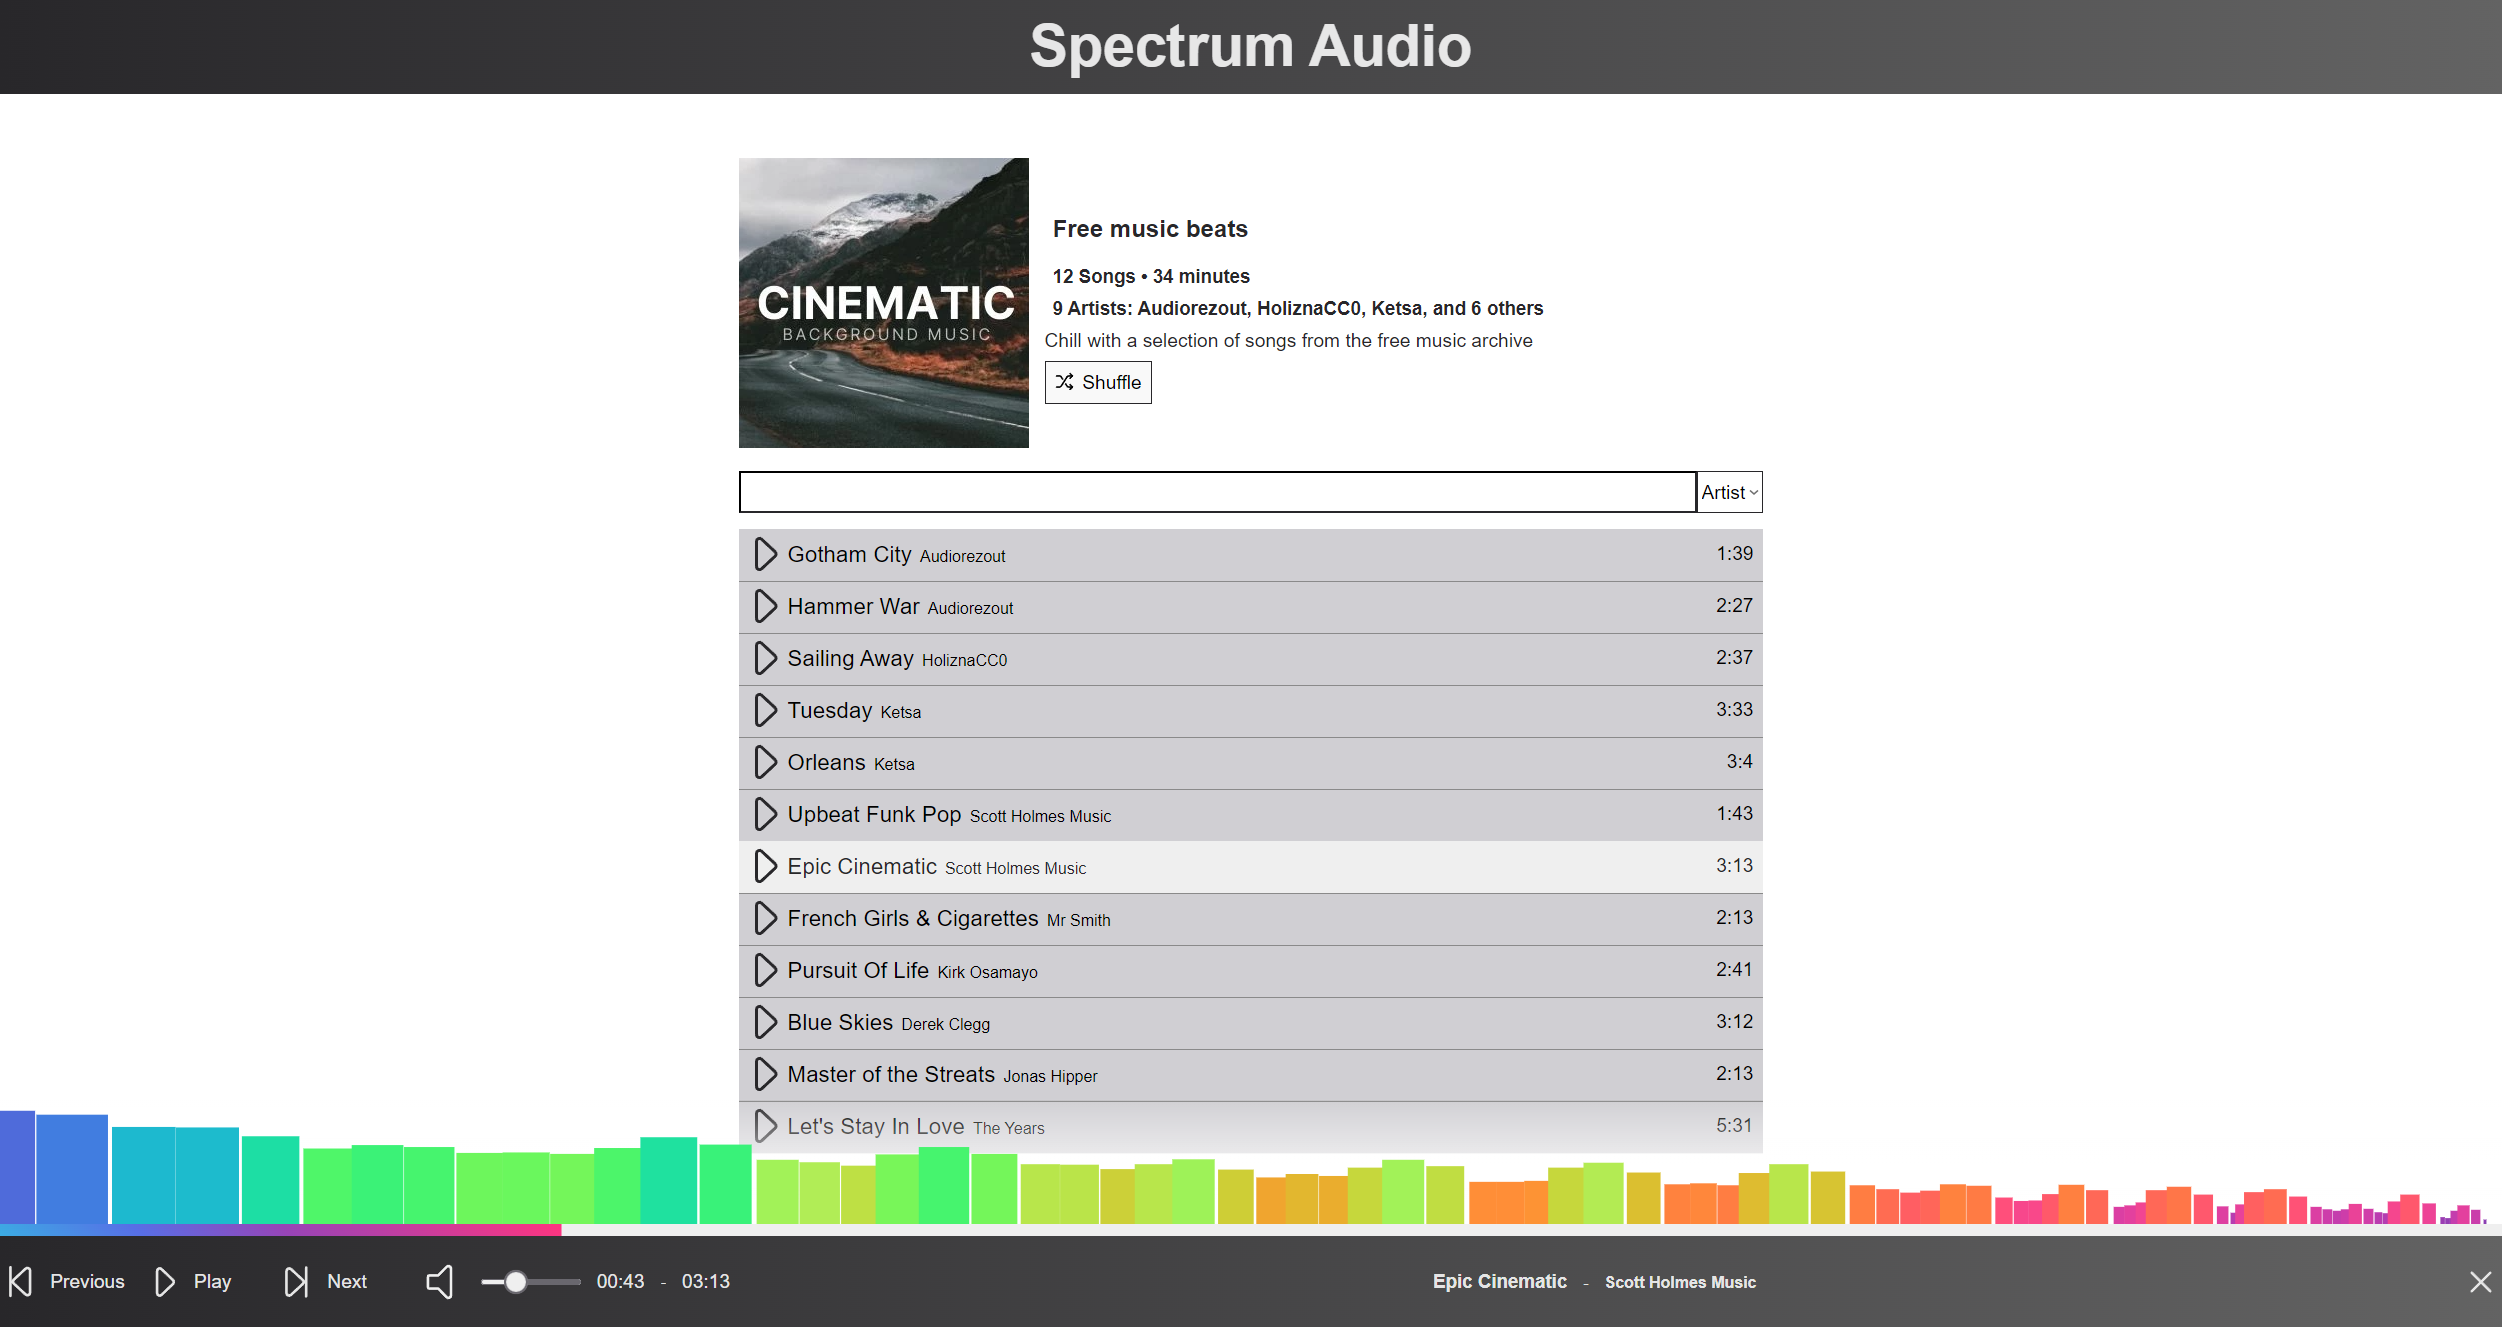 Spectrum Audio
CINEMATIC
BACKGROUND MUSIC
Free music beats
12 Songs • 34 minutes
9 Artists: Audiorezout, HoliznaCC0, Ketsa, and 6 others
Chill with a selection of songs from the free music archive
Shuffle
Artist
Gotham City Audiorezout 1:39
Hammer War Audiorezout 2:27
Sailing Away HoliznaCC0 2:37
Tuesday Ketsa 3:33
Orleans Ketsa 3:4
Upbeat Funk Pop Scott Holmes Music 1:43
Epic Cinematic Scott Holmes Music 3:13
French Girls & Cigarettes Mr Smith 2:13
Pursuit Of Life Kirk Osamayo 2:41
Blue Skies Derek Clegg 3:12
Master of the Streats Jonas Hipper 2:13
Let's Stay In Love The Years 5:31
Previous Play Next 00:43 - 03:13 Epic Cinematic - Scott Holmes Music